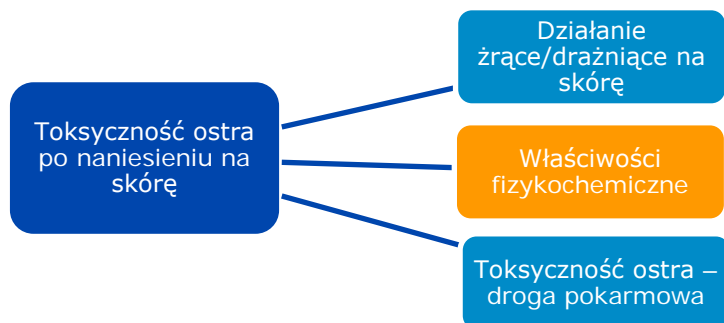 Działanie
żrące/drażniące na
skórę
Toksyczność ostra
po naniesieniu na
skórę
Właściwości
fizykochemiczne
Toksyczność ostra –
droga pokarmowa